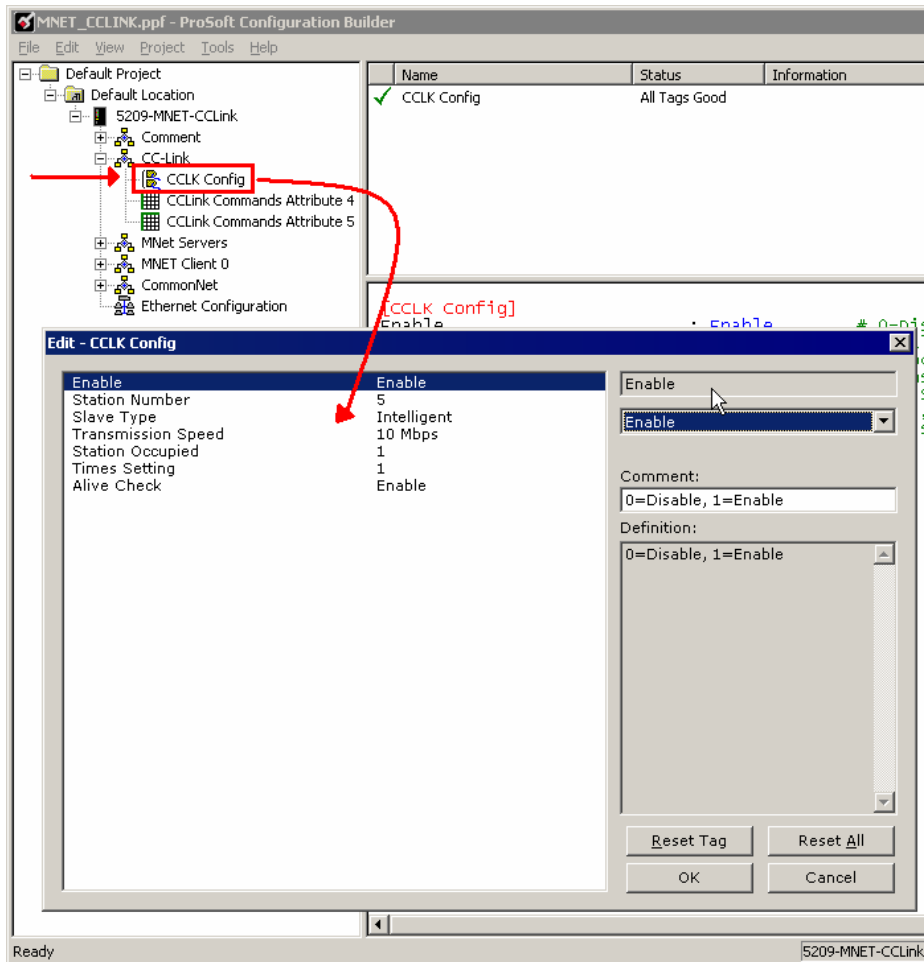 MNET_CCLINK.ppf - ProSoft Configuration Builder
File Edit View Project Tools Help
Default Project
Default Location
5209-MNET-CCLink
Comment
CC-Link
CCLK Config
CCLink Commands Attribute 4
CCLink Commands Attribute 5
MNet Servers
MNET Client 0
CommonNet
Ethernet Configuration
Name Status Information
CCLK Config All Tags Good
[CCLK Config]
Enable : Enable # 0-Dis
Edit - CCLK Config
Enable Enable
Station Number 5
Slave Type Intelligent
Transmission Speed 10 Mbps
Station Occupied 1
Times Setting 1
Alive Check Enable
Enable
Enable
Comment:
0=Disable, 1=Enable
Definition:
0=Disable, 1=Enable
Reset Tag Reset All
OK Cancel
Ready 5209-MNET-CCLink